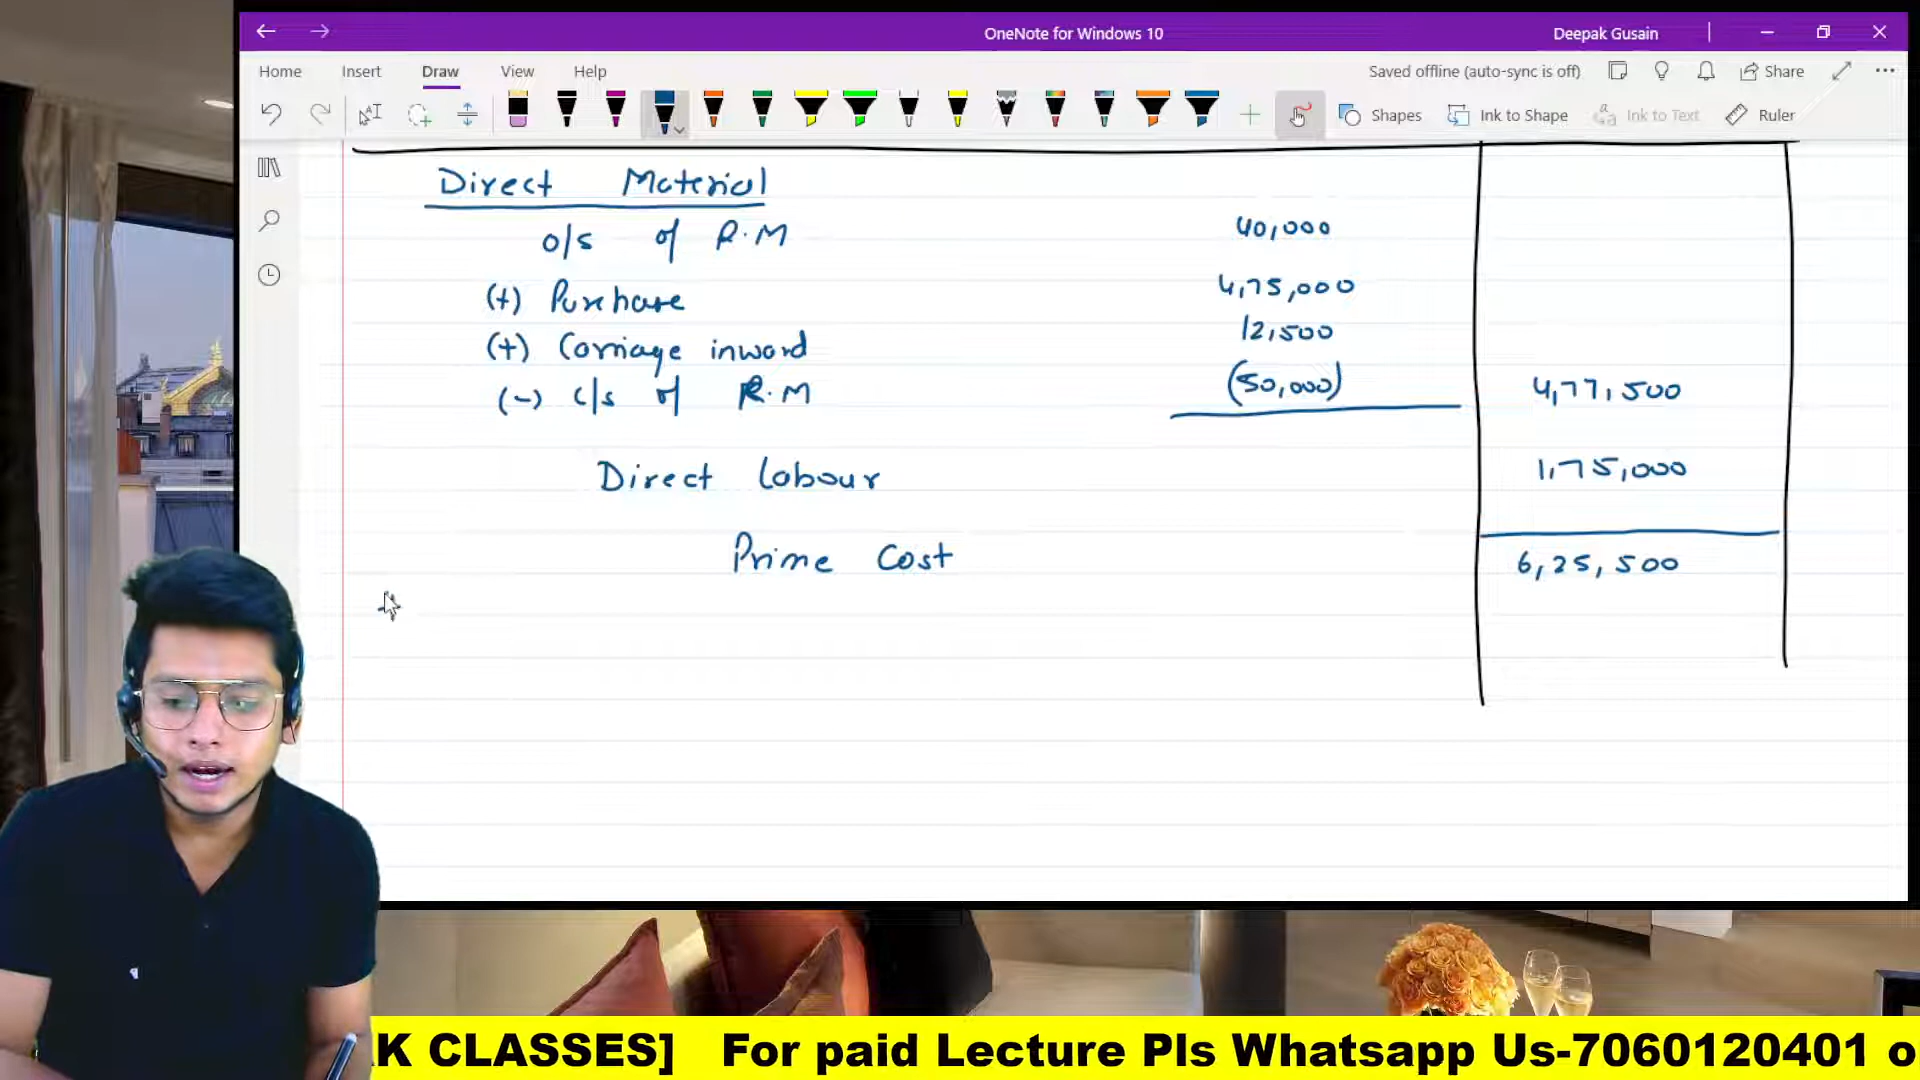 OneNote for Windows 10
Deepak Gusain
Home Insert Draw View Help
Saved offline (auto-sync is off)
Share
Shapes
Ink to Shape
Ink to Text
Ruler
Direct Material
o/s of R.M 40,000
(+) Purchase 4,75,000
(+) Carriage inward 12,500
(-) c/s of R.M (50,000) 4,77,500
Direct labour 1,75,000
Prime Cost 6,25,500
AK CLASSES] For paid Lecture Pls Whatsapp Us-7060120401 o